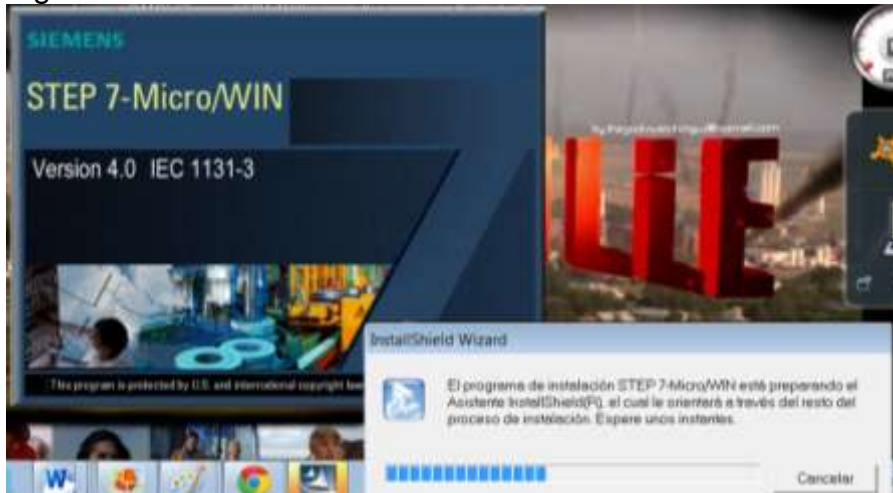 SIEMENS
STEP 7-Micro/WIN
Version 4.0 IEC 1131-3
LiE
This program is protected by U.S. and international copyright laws
InstallShield Wizard
El programa de instalación STEP 7-Micro/WIN está preparando el
Asistente InstallShield(R), el cual le orientará a través del resto del
proceso de instalación. Espere unos instantes.
Cancelar